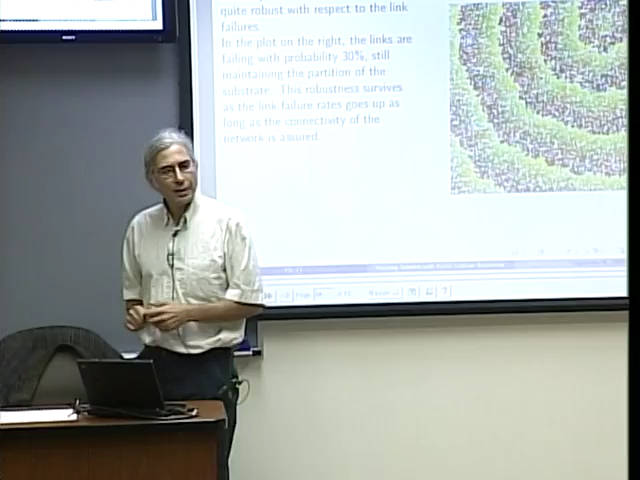 quite robust with respect to the link
failures.
In the plot on the right, the links are
failing with probability 30%, still
maintaining the partition of the
substrate. This robustness survives
as the link failure rates goes up as
long as the connectivity of the
network is assured.
SONY